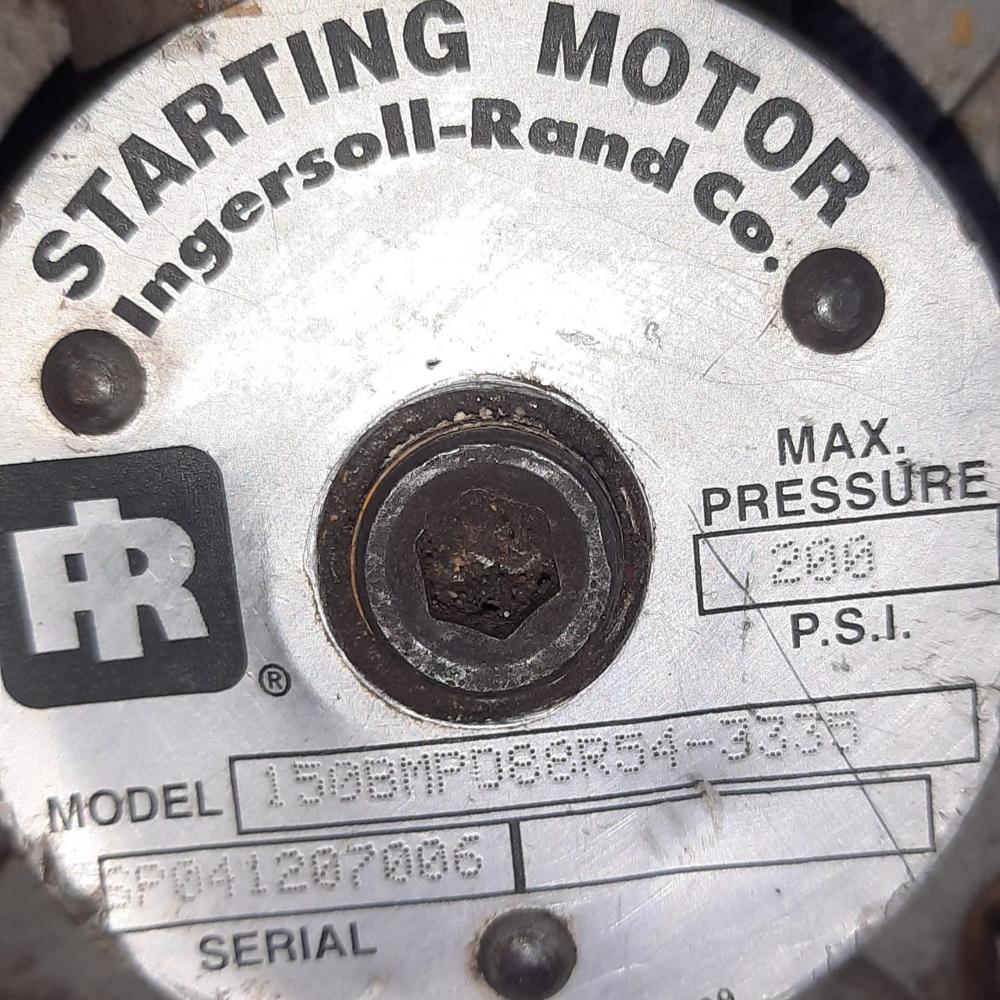 STARTING MOTOR
Ingersoll-Rand Co.
MAX.
PRESSURE
200
P.S.I.
IR
®
MODEL 150BMPD88R54-3335
SP041207006
SERIAL